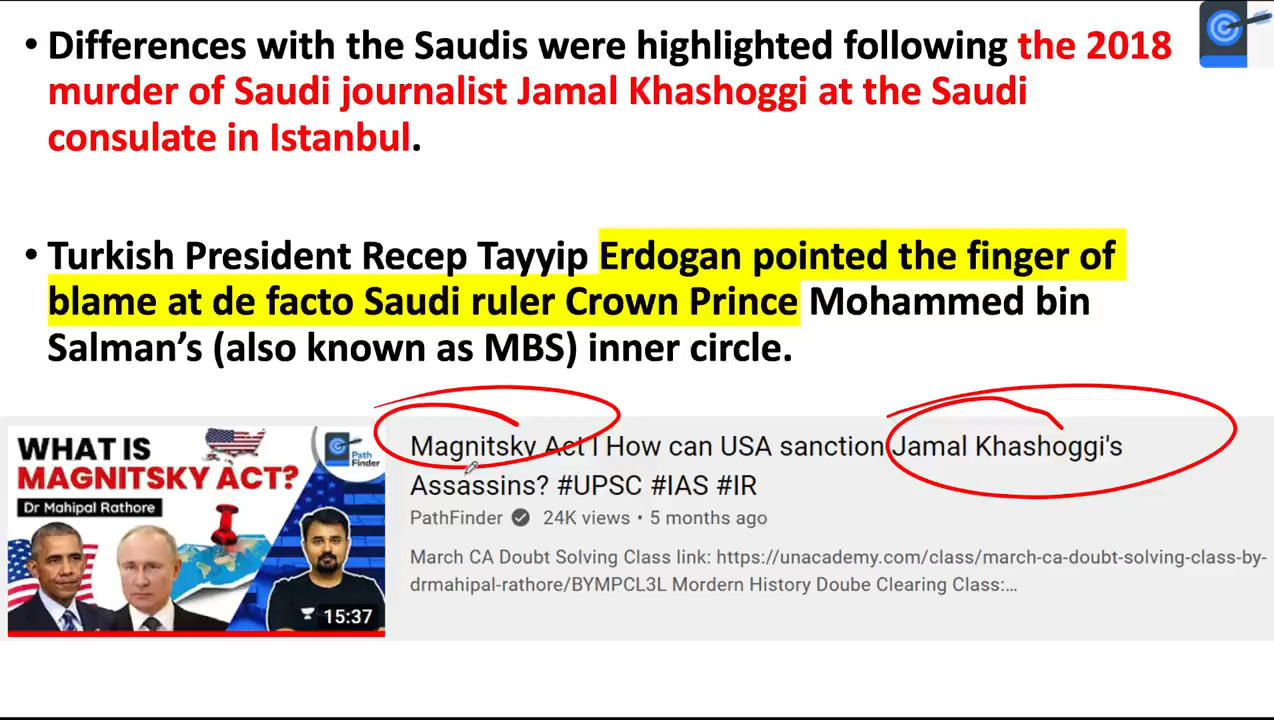 • Differences with the Saudis were highlighted following the 2018
murder of Saudi journalist Jamal Khashoggi at the Saudi
consulate in Istanbul.
• Turkish President Recep Tayyip Erdogan pointed the finger of
blame at de facto Saudi ruler Crown Prince Mohammed bin
Salman's (also known as MBS) inner circle.
WHAT IS
MAGNITSKY ACT?
Dr Mahipal Rathore
Path
Finder
15:37
Magnitsky Act I How can USA sanction Jamal Khashoggi's
Assassins? #UPSC #IAS #IR
PathFinder 24K views • 5 months ago
March CA Doubt Solving Class link: https://unacademy.com/class/march-ca-doubt-solving-class-by-
drmahipal-rathore/BYMPCL3L Mordern History Doube Clearing Class:...